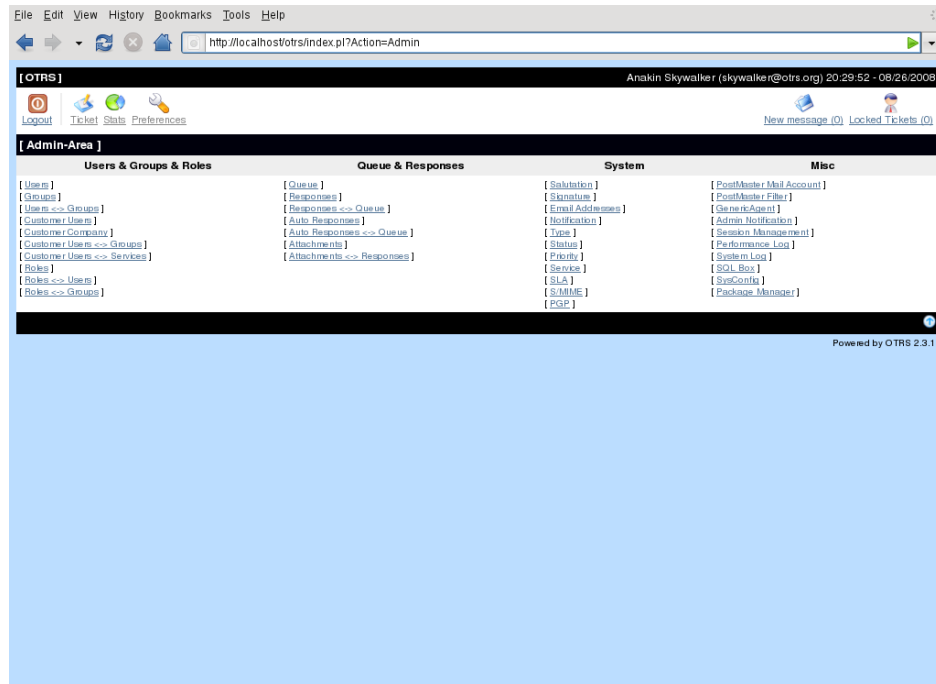 File Edit View History Bookmarks Tools Help
http://localhost/otrs/index.pl?Action=Admin
[ OTRS ] Anakin Skywalker (skywalker@otrs.org) 20:29:52 - 08/26/2008
Logout Ticket Stats Preferences New message (0) Locked Tickets (0)
[ Admin-Area ]
Users & Groups & Roles Queue & Responses System Misc
[ Users ] [ Queue ] [ Salutation ] [ PostMaster Mail Account ]
[ Groups ] [ Responses ] [ Signature ] [ PostMaster Filter ]
[ Users <-> Groups ] [ Responses <-> Queue ] [ Email Addresses ] [ GenericAgent ]
[ Customer Users ] [ Auto Responses ] [ Notification ] [ Admin Notification ]
[ Customer Company ] [ Auto Responses <-> Queue ] [ Type ] [ Session Management ]
[ Customer Users <-> Groups ] [ Attachments ] [ Status ] [ Performance Log ]
[ Customer Users <-> Services ] [ Attachments <-> Responses ] [ Priority ] [ System Log ]
[ Roles ] [ Service ] [ SQL Box ]
[ Roles <-> Users ] [ SLA ] [ SysConfig ]
[ Roles <-> Groups ] [ S/MIME ] [ Package Manager ]
[ PGP ]
Powered by OTRS 2.3.1